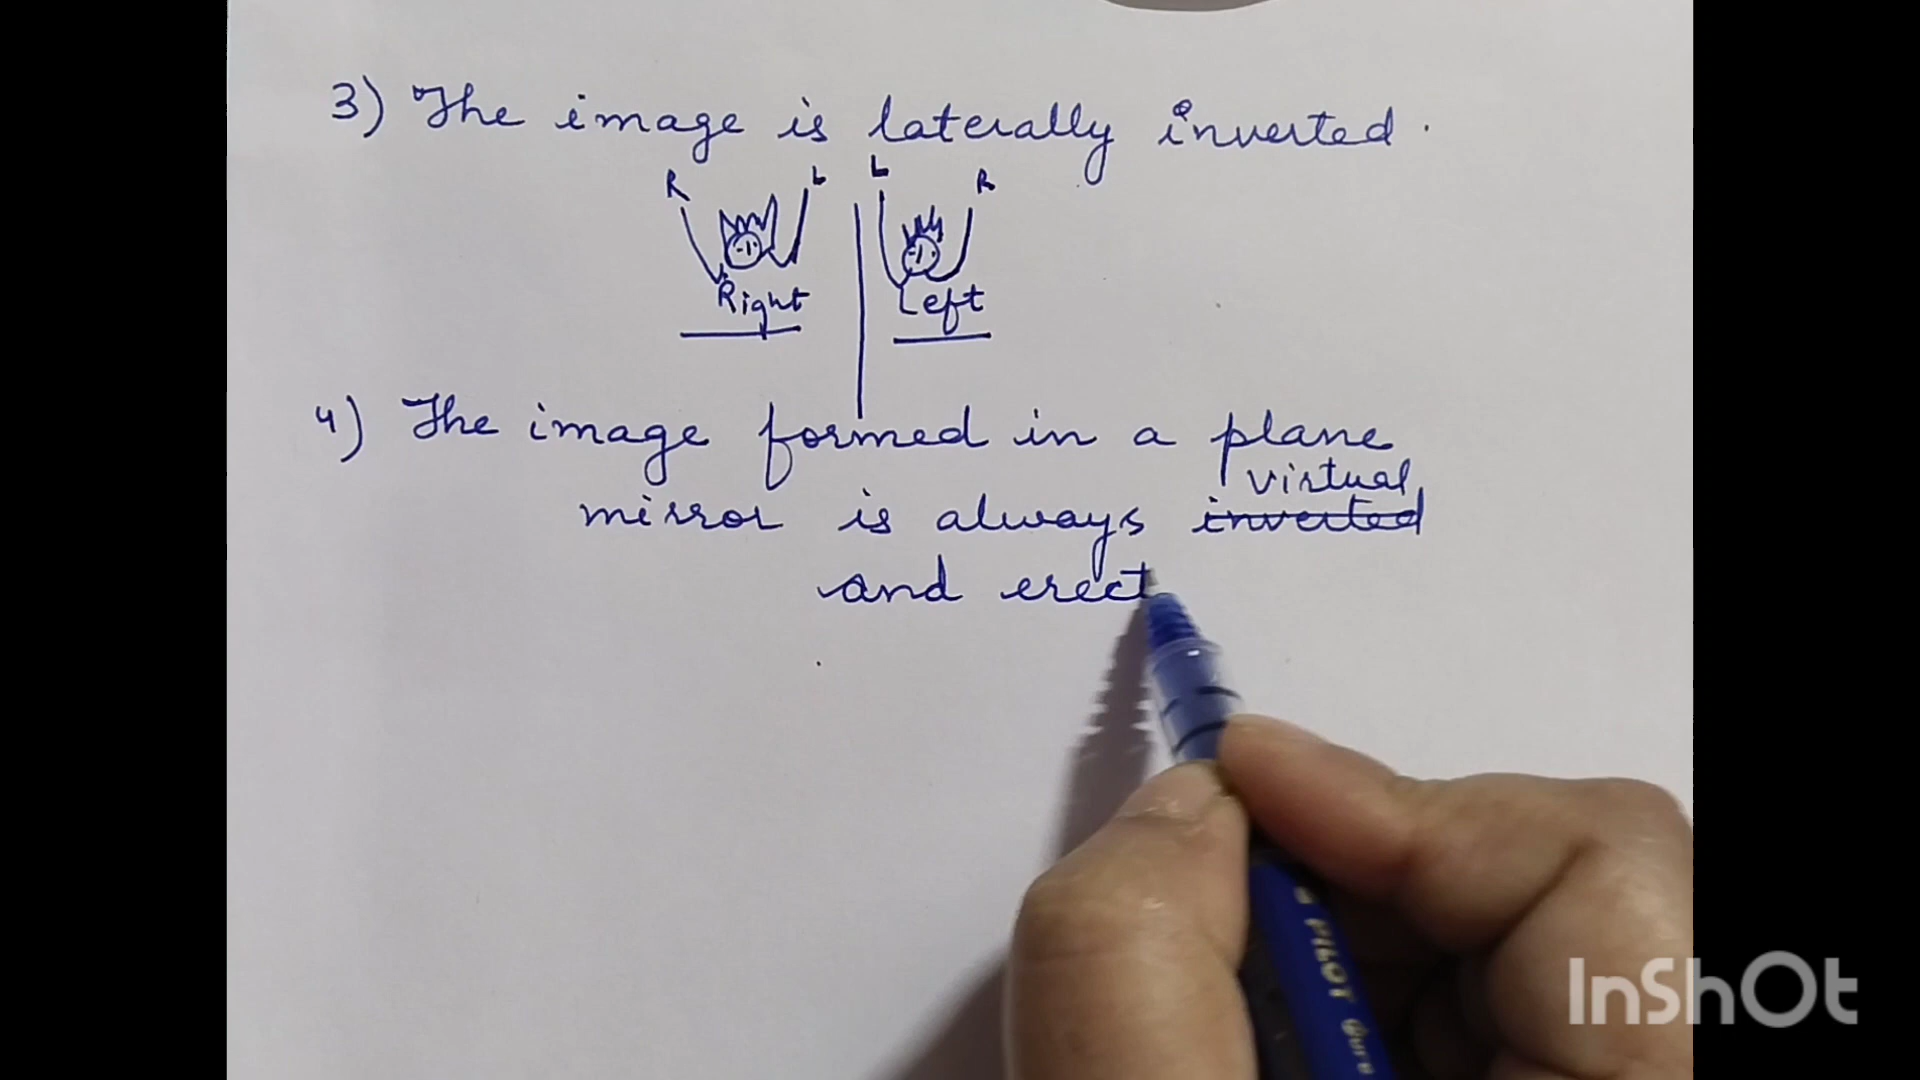 3) The image is laterally inverted.
R L L R
Right Left
4) The image formed in a plane
virtual
mirror is always inverted
and erect
PILOT
InShOt